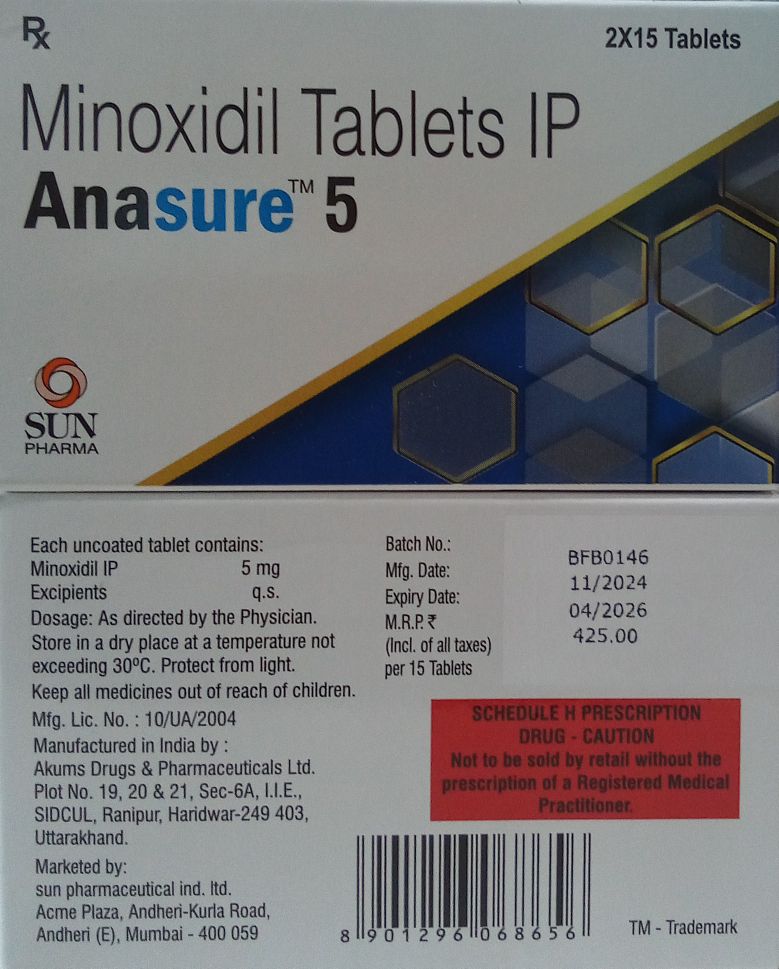 Rx
2X15 Tablets
Minoxidil Tablets IP
Anasure™ 5
SUN
PHARMA
Each uncoated tablet contains:
Minoxidil IP 5 mg
Excipients q.s.
Dosage: As directed by the Physician.
Store in a dry place at a temperature not
exceeding 30ºC. Protect from light.
Keep all medicines out of reach of children.
Mfg. Lic. No. : 10/UA/2004
Manufactured in India by :
Akums Drugs & Pharmaceuticals Ltd.
Plot No. 19, 20 & 21, Sec-6A, I.I.E.,
SIDCUL, Ranipur, Haridwar-249 403,
Uttarakhand.
Marketed by:
sun pharmaceutical ind. ltd.
Acme Plaza, Andheri-Kurla Road,
Andheri (E), Mumbai - 400 059
Batch No.: BFB0146
Mfg. Date: 11/2024
Expiry Date: 04/2026
M.R.P. ₹ 425.00
(Incl. of all taxes)
per 15 Tablets
SCHEDULE H PRESCRIPTION
DRUG - CAUTION
Not to be sold by retail without the
prescription of a Registered Medical
Practitioner.
8 901296 068656
TM - Trademark